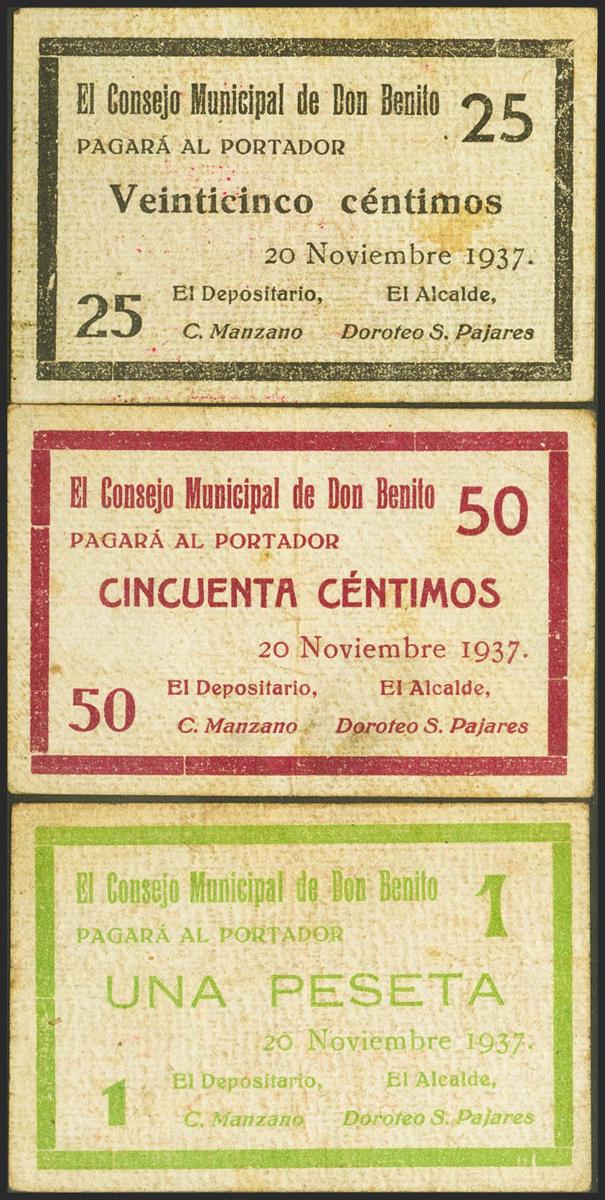 El Consejo Municipal de Don Benito 25
PAGARÁ AL PORTADOR
Veinticinco céntimos
20 Noviembre 1937.
El Depositario, El Alcalde,
25 C. Manzano Doroteo S. Pajares
El Consejo Municipal de Don Benito 50
PAGARÁ AL PORTADOR
CINCUENTA CÉNTIMOS
20 Noviembre 1937.
El Depositario, El Alcalde,
50 C. Manzano Doroteo S. Pajares
El Consejo Municipal de Don Benito 1
PAGARÁ AL PORTADOR
UNA PESETA
20 Noviembre 1937.
El Depositario, El Alcalde,
1 C. Manzano Doroteo S. Pajares